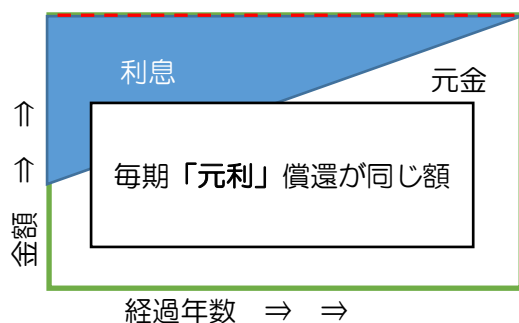 利息
元金
毎期「元利」償還が同じ額
金額　⇒　⇒
経過年数　⇒　⇒